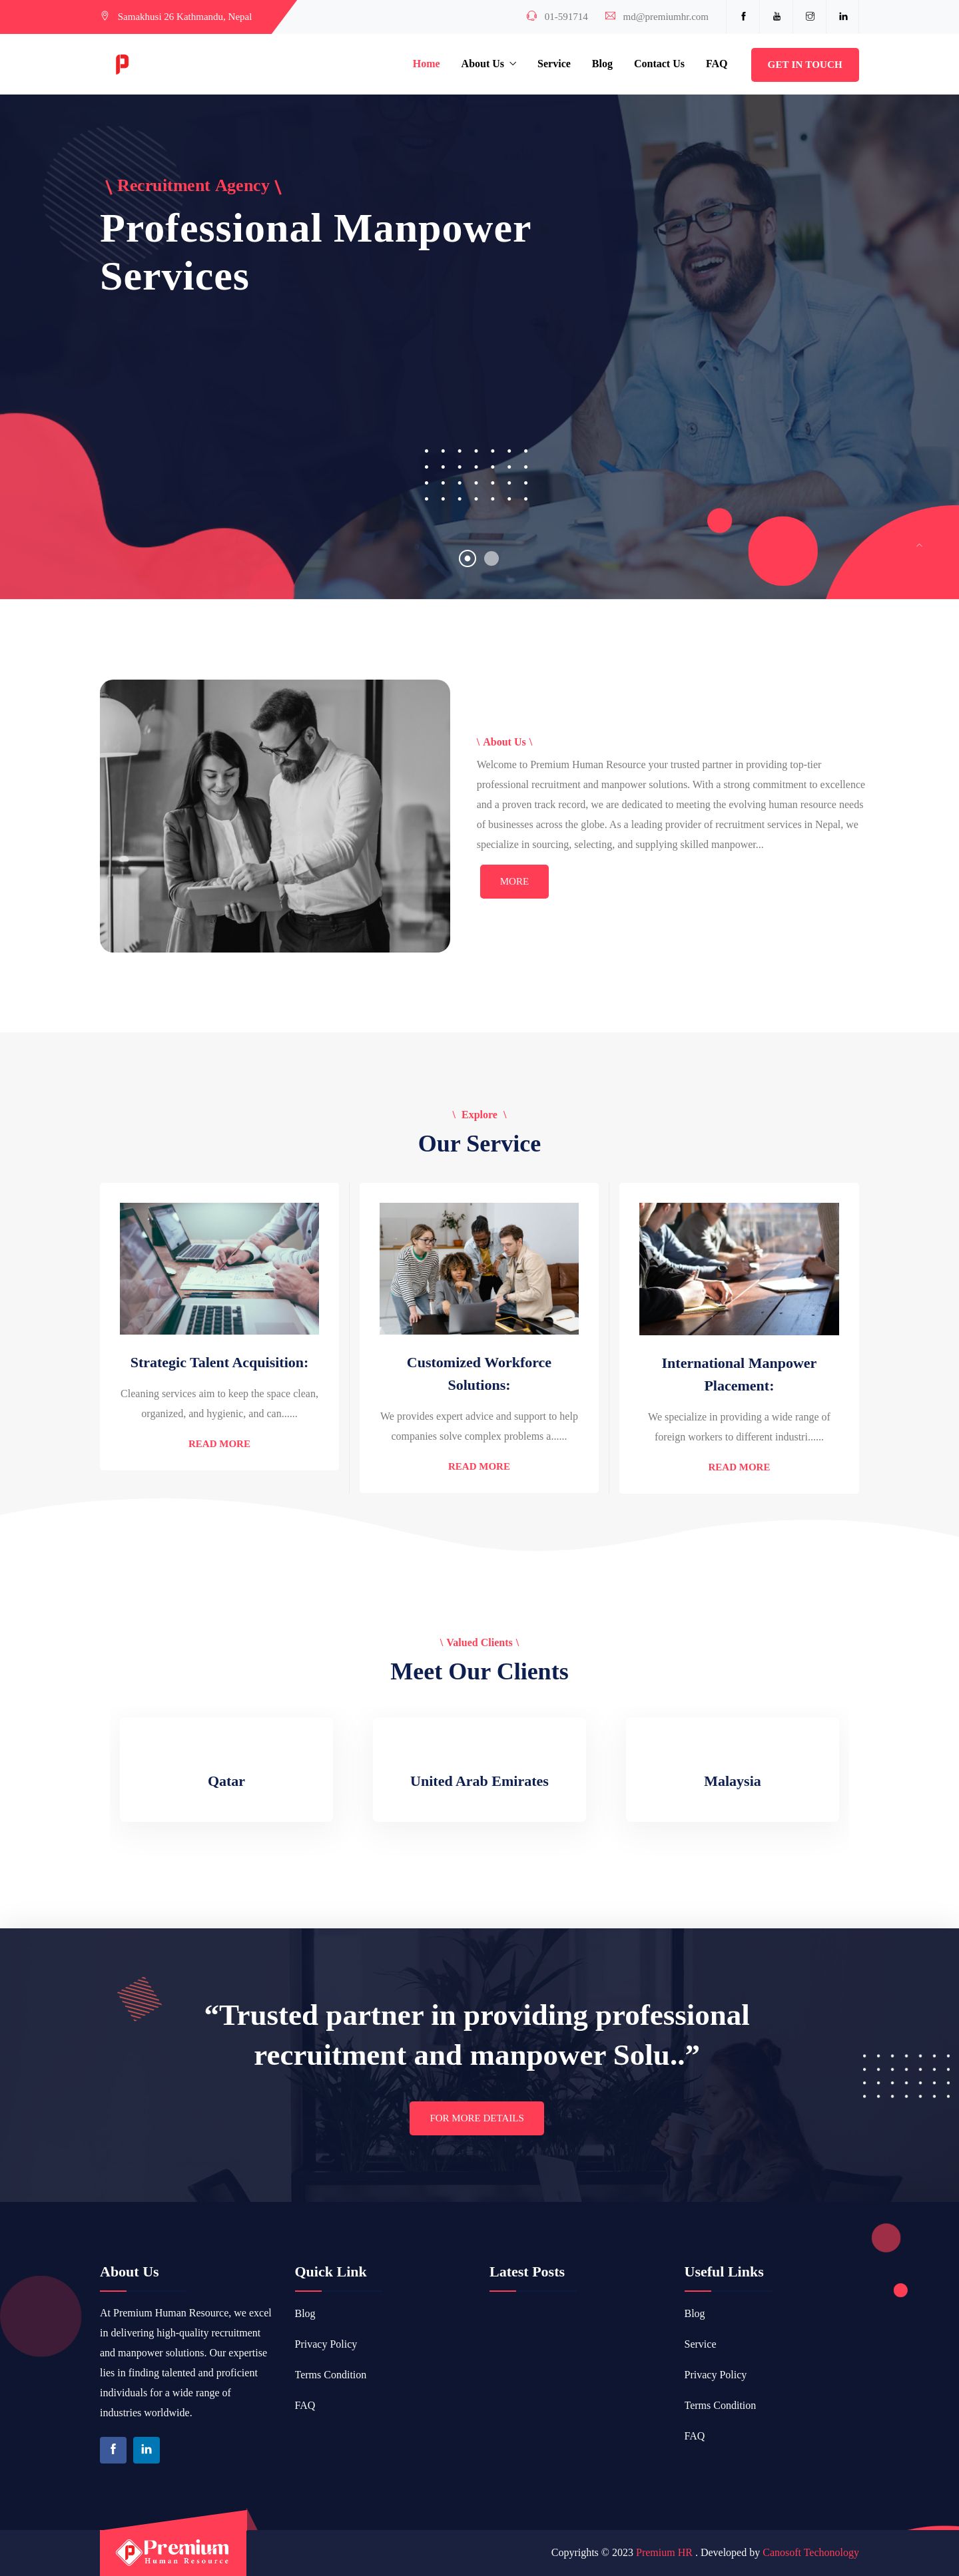 Samakhusi 26 Kathmandu, Nepal
01-591714
md@premiumhr.com
Home
About Us
Service
Blog
Contact Us
FAQ
GET IN TOUCH
\ Recruitment Agency \
Professional Manpower
Services
\ About Us \
Welcome to Premium Human Resource your trusted partner in providing top-tier
professional recruitment and manpower solutions. With a strong commitment to excellence
and a proven track record, we are dedicated to meeting the evolving human resource needs
of businesses across the globe. As a leading provider of recruitment services in Nepal, we
specialize in sourcing, selecting, and supplying skilled manpower...
MORE
\ Explore \
Our Service
Strategic Talent Acquisition:
Cleaning services aim to keep the space clean,
organized, and hygienic, and can......
READ MORE
Customized Workforce
Solutions:
We provides expert advice and support to help
companies solve complex problems a......
READ MORE
International Manpower
Placement:
We specialize in providing a wide range of
foreign workers to different industri......
READ MORE
\ Valued Clients \
Meet Our Clients
Qatar
United Arab Emirates
Malaysia
“Trusted partner in providing professional
recruitment and manpower Solu..”
FOR MORE DETAILS
About Us
At Premium Human Resource, we excel
in delivering high-quality recruitment
and manpower solutions. Our expertise
lies in finding talented and proficient
individuals for a wide range of
industries worldwide.
Quick Link
Blog
Privacy Policy
Terms Condition
FAQ
Latest Posts
Useful Links
Blog
Service
Privacy Policy
Terms Condition
FAQ
Premium
Human Resource
Copyrights © 2023 Premium HR . Developed by Canosoft Techonology